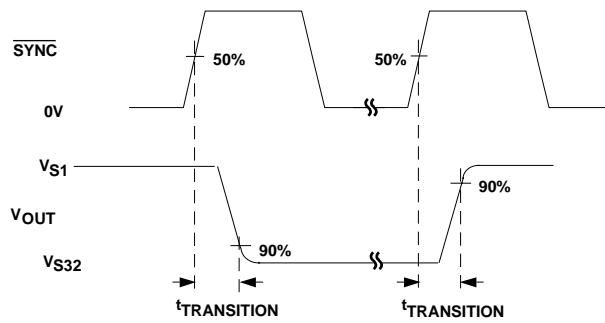 SYNC
50%
50%
0V
VS1
90%
VOUT
90%
VS32
tTRANSITION
tTRANSITION